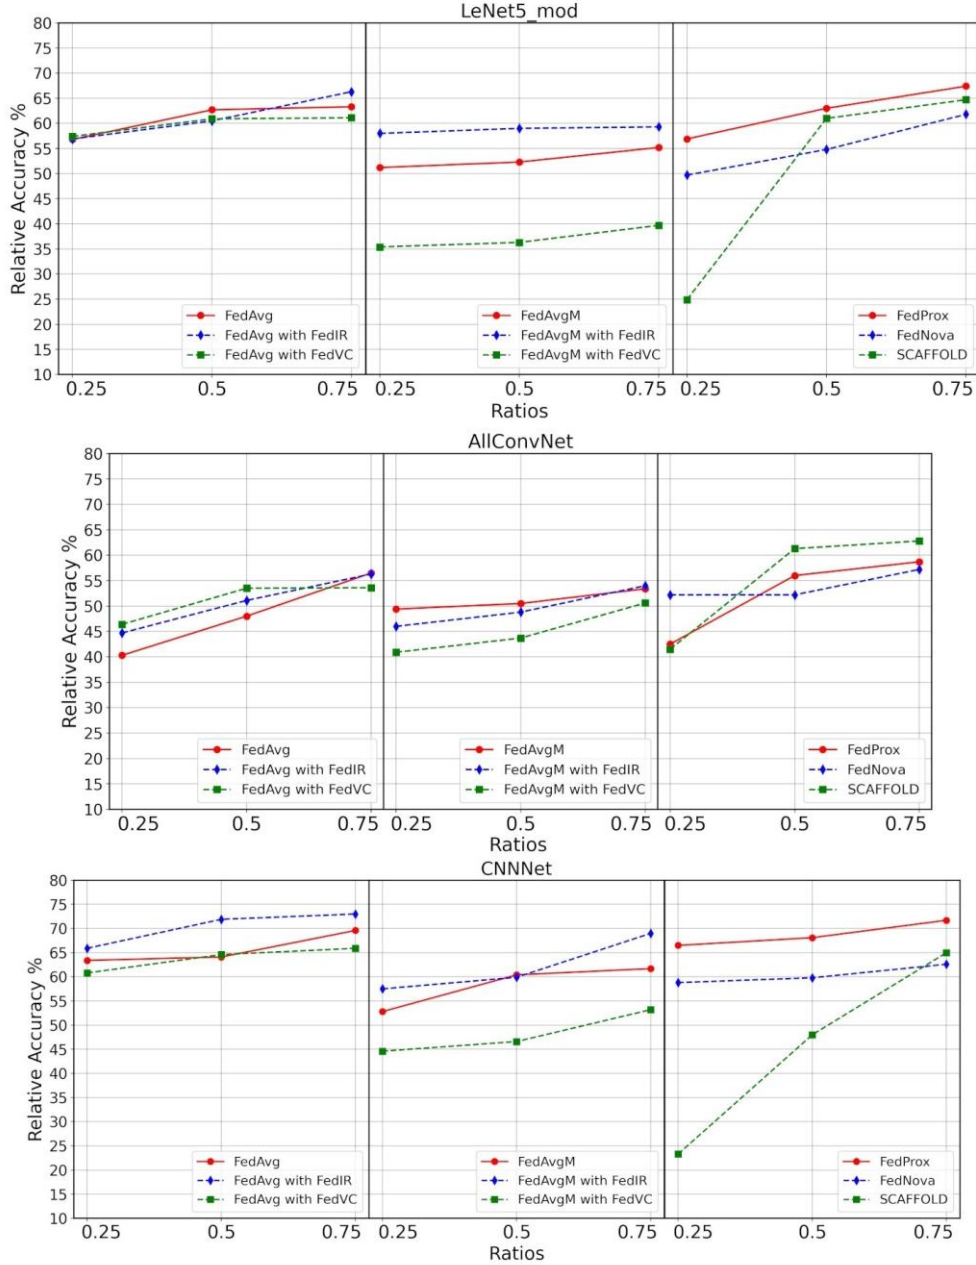 LeNet5_mod
Relative Accuracy %
80
75
70
65
60
55
50
45
40
35
30
25
20
15
10
FedAvg
FedAvg with FedIR
FedAvg with FedVC
FedAvgM
FedAvgM with FedIR
FedAvgM with FedVC
FedProx
FedNova
SCAFFOLD
0.25 0.5 0.75 0.25 0.5 0.75 0.25 0.5 0.75
Ratios
AllConvNet
Relative Accuracy %
80
75
70
65
60
55
50
45
40
35
30
25
20
15
10
FedAvg
FedAvg with FedIR
FedAvg with FedVC
FedAvgM
FedAvgM with FedIR
FedAvgM with FedVC
FedProx
FedNova
SCAFFOLD
0.25 0.5 0.75 0.25 0.5 0.75 0.25 0.5 0.75
Ratios
CNNNet
Relative Accuracy %
80
75
70
65
60
55
50
45
40
35
30
25
20
15
10
FedAvg
FedAvg with FedIR
FedAvg with FedVC
FedAvgM
FedAvgM with FedIR
FedAvgM with FedVC
FedProx
FedNova
SCAFFOLD
0.25 0.5 0.75 0.25 0.5 0.75 0.25 0.5 0.75
Ratios